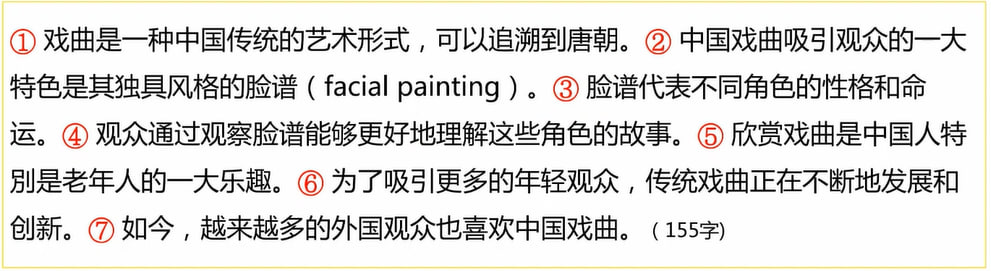 ① 戏曲是一种中国传统的艺术形式，可以追溯到唐朝。② 中国戏曲吸引观众的一大
特色是其独具风格的脸谱（facial painting）。③ 脸谱代表不同角色的性格和命
运。④ 观众通过观察脸谱能够更好地理解这些角色的故事。⑤ 欣赏戏曲是中国人特
别是老年人的一大乐趣。⑥ 为了吸引更多的年轻观众，传统戏曲正在不断地发展和
创新。⑦ 如今，越来越多的外国观众也喜欢中国戏曲。（155字)